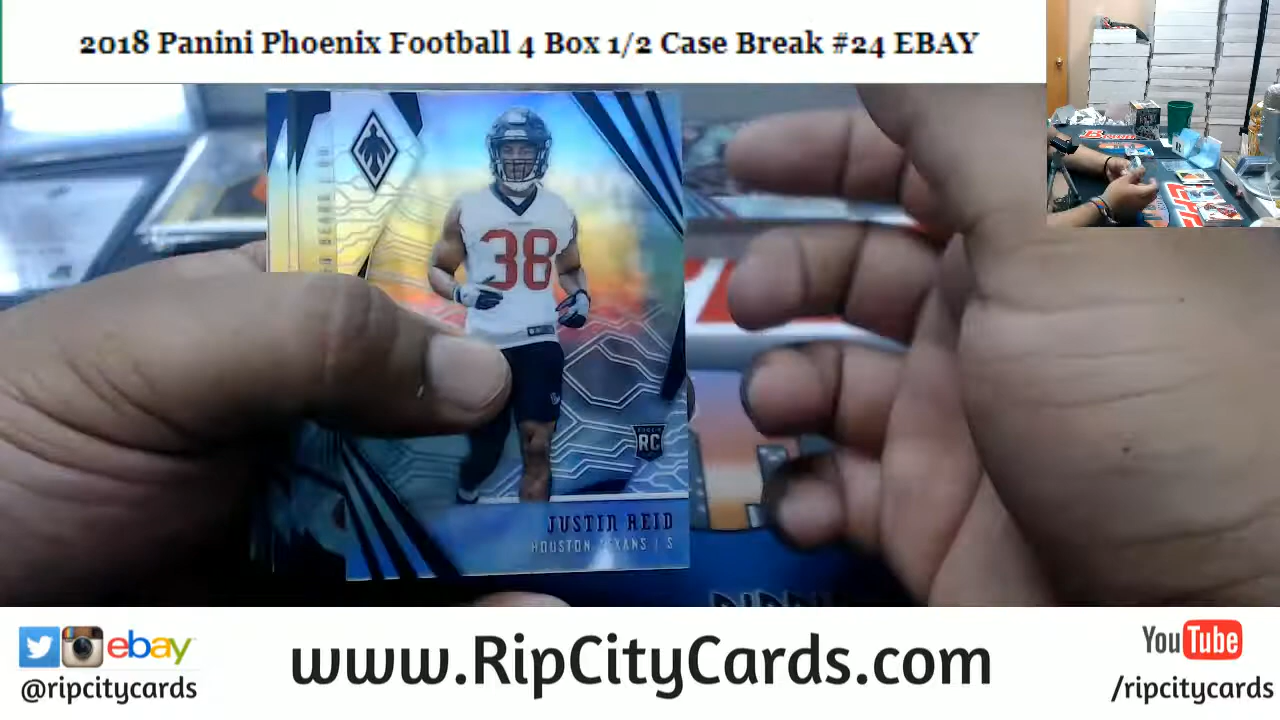 2018 Panini Phoenix Football 4 Box 1/2 Case Break #24 EBAY
38
RC
JUSTIN REID
HOUSTON TEXANS | S
ebay
www.RipCityCards.com
YouTube
@ripcitycards
/ripcitycards